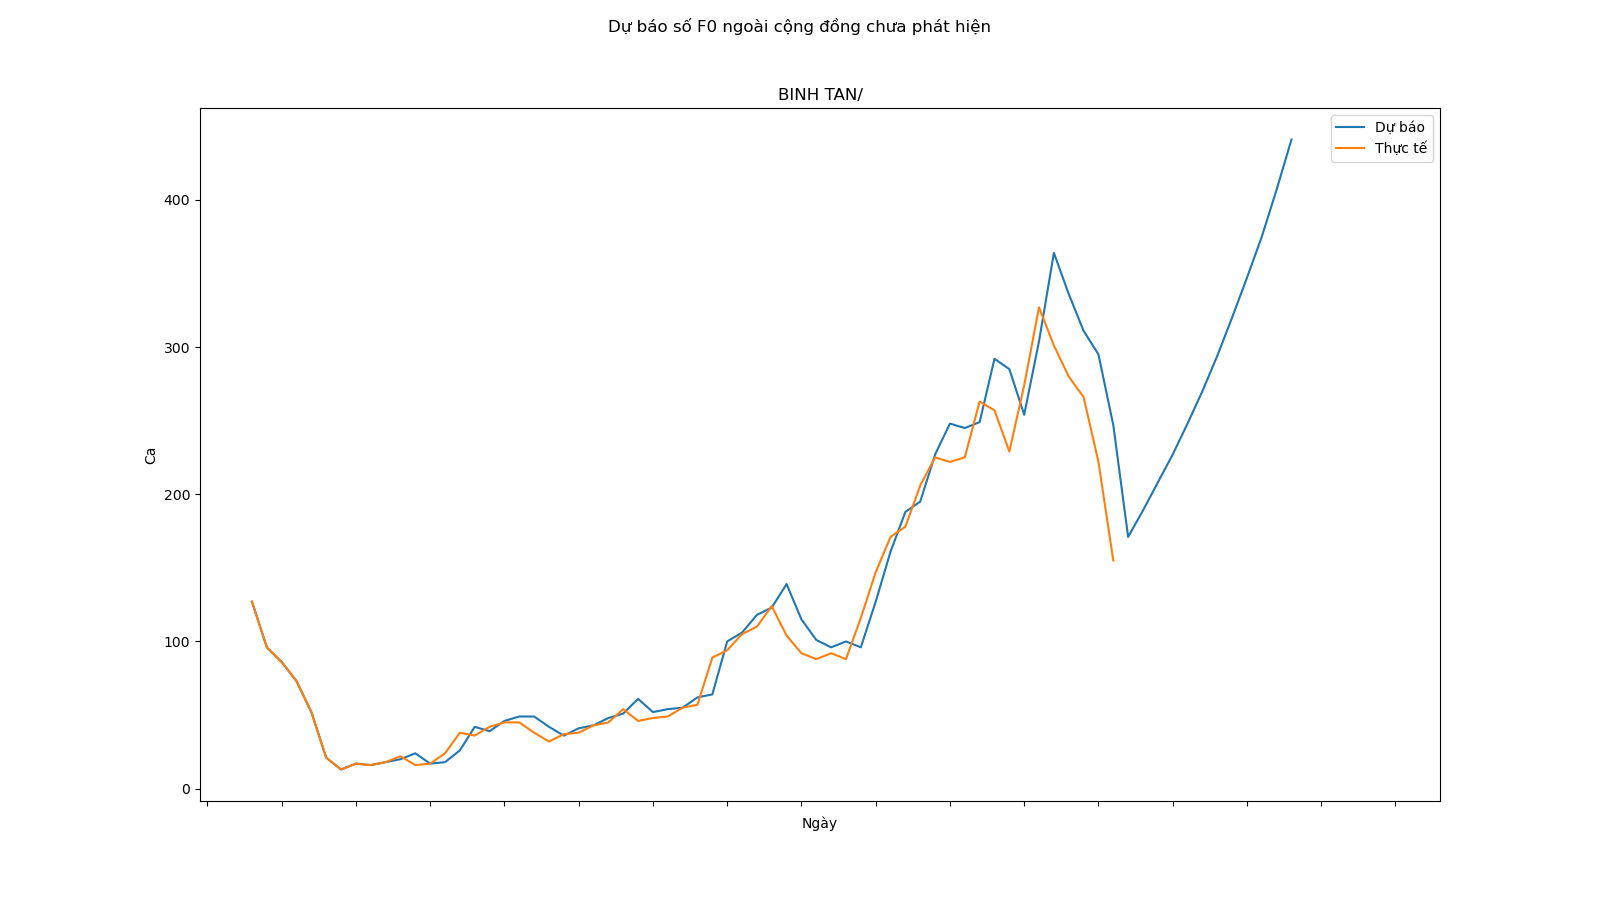 Dự báo số F0 ngoài cộng đồng chưa phát hiện
BINH TAN/
Dự báo
Thực tế
400
300
200
100
0
Ca
Ngày